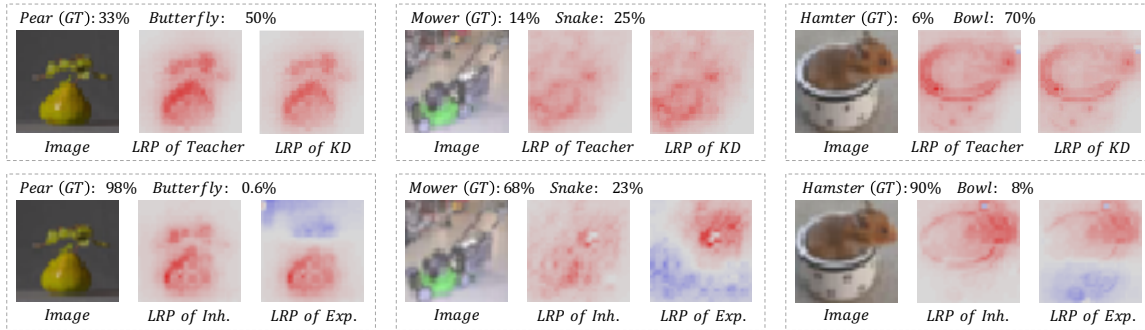 Pear (GT): 33% Butterfly: 50%
Image LRP of Teacher LRP of KD
Mower (GT): 14% Snake: 25%
Image LRP of Teacher LRP of KD
Hamter (GT): 6% Bowl: 70%
Image LRP of Teacher LRP of KD
Pear (GT): 98% Butterfly: 0.6%
Image LRP of Inh. LRP of Exp.
Mower (GT): 68% Snake: 23%
Image LRP of Inh. LRP of Exp.
Hamster (GT): 90% Bowl: 8%
Image LRP of Inh. LRP of Exp.